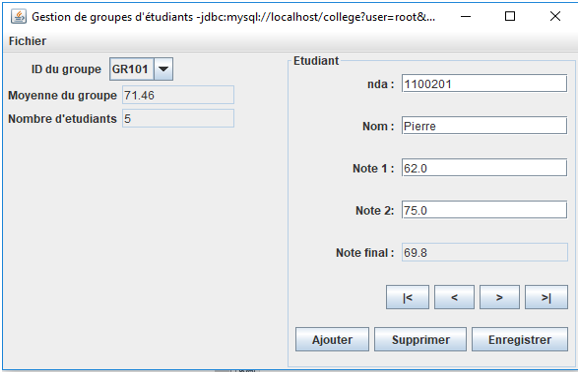 Gestion de groupes d'étudiants -jdbc:mysql://localhost/college?user=root&...
Fichier
ID du groupe GR101
Moyenne du groupe 71.46
Nombre d'etudiants 5
Etudiant
nda : 1100201
Nom : Pierre
Note 1 : 62.0
Note 2: 75.0
Note final : 69.8
|< < > >|
Ajouter Supprimer Enregistrer